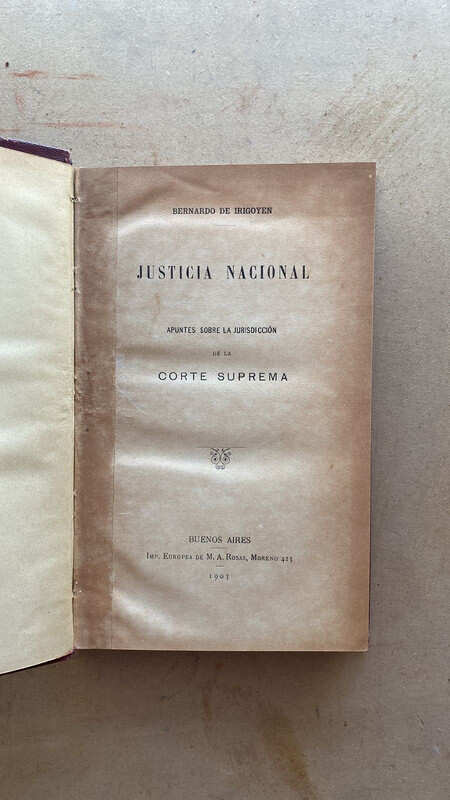 BERNARDO DE IRIGOYEN
JUSTICIA NACIONAL
APUNTES SOBRE LA JURISDICCIÓN
DE LA
CORTE SUPREMA
BUENOS AIRES
Imp. Europea de M. A. Rosas, Moreno 423
1903